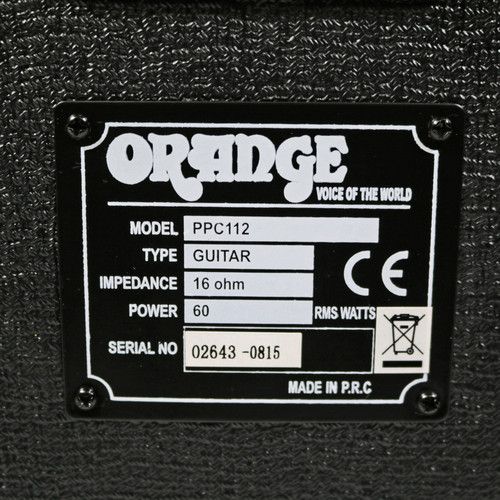 ORANGE
VOICE OF THE WORLD
MODEL PPC112
TYPE GUITAR
IMPEDANCE 16 ohm
POWER 60 RMS WATTS
SERIAL NO 02643 -0815
MADE IN P.R.C
CE